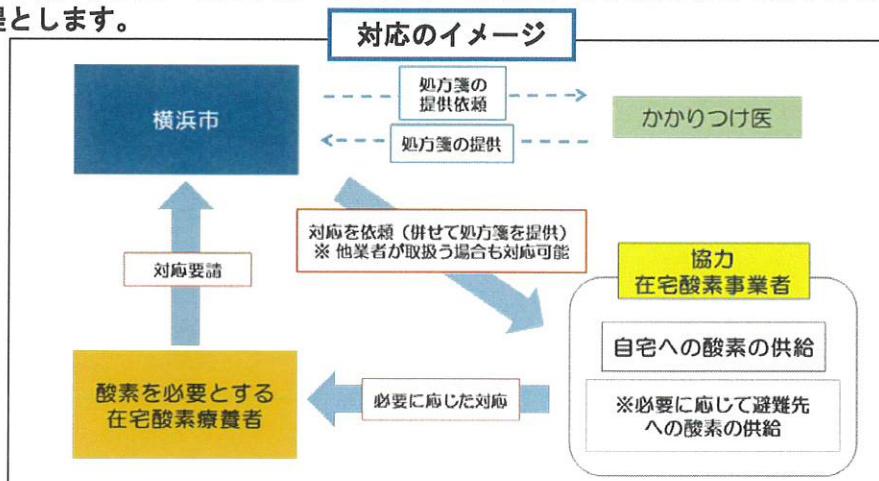 提とします。
対応のイメージ
横浜市
処方箋の
提供依頼
処方箋の提供
かかりつけ医
対応を依頼（併せて処方箋を提供）
※ 他業者が取扱う場合も対応可能
対応要請
協力
在宅酸素事業者
自宅への酸素の供給
※必要に応じて避難先
への酸素の供給
必要に応じた対応
酸素を必要とする
在宅酸素療養者